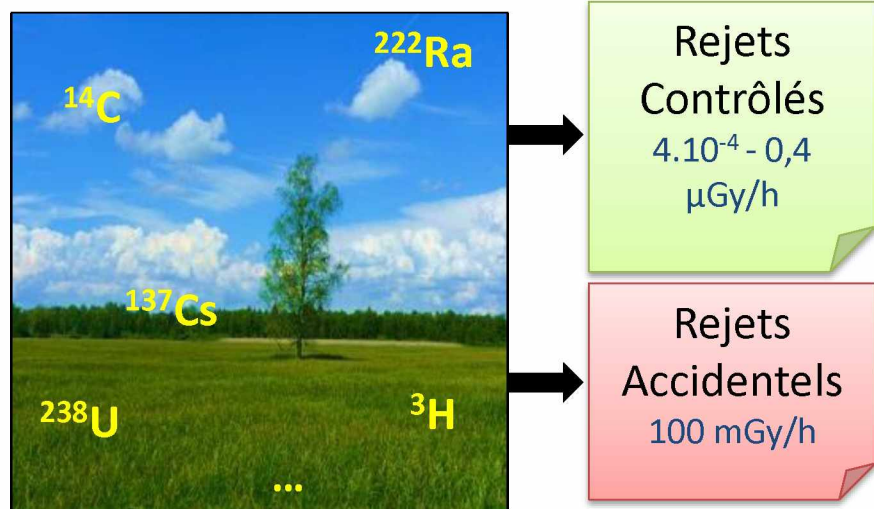 ²²²Ra
¹⁴C
¹³⁷Cs
²³⁸U
³H
...
Rejets
Contrôlés
4.10⁻⁴ - 0,4
µGy/h
Rejets
Accidentels
100 mGy/h